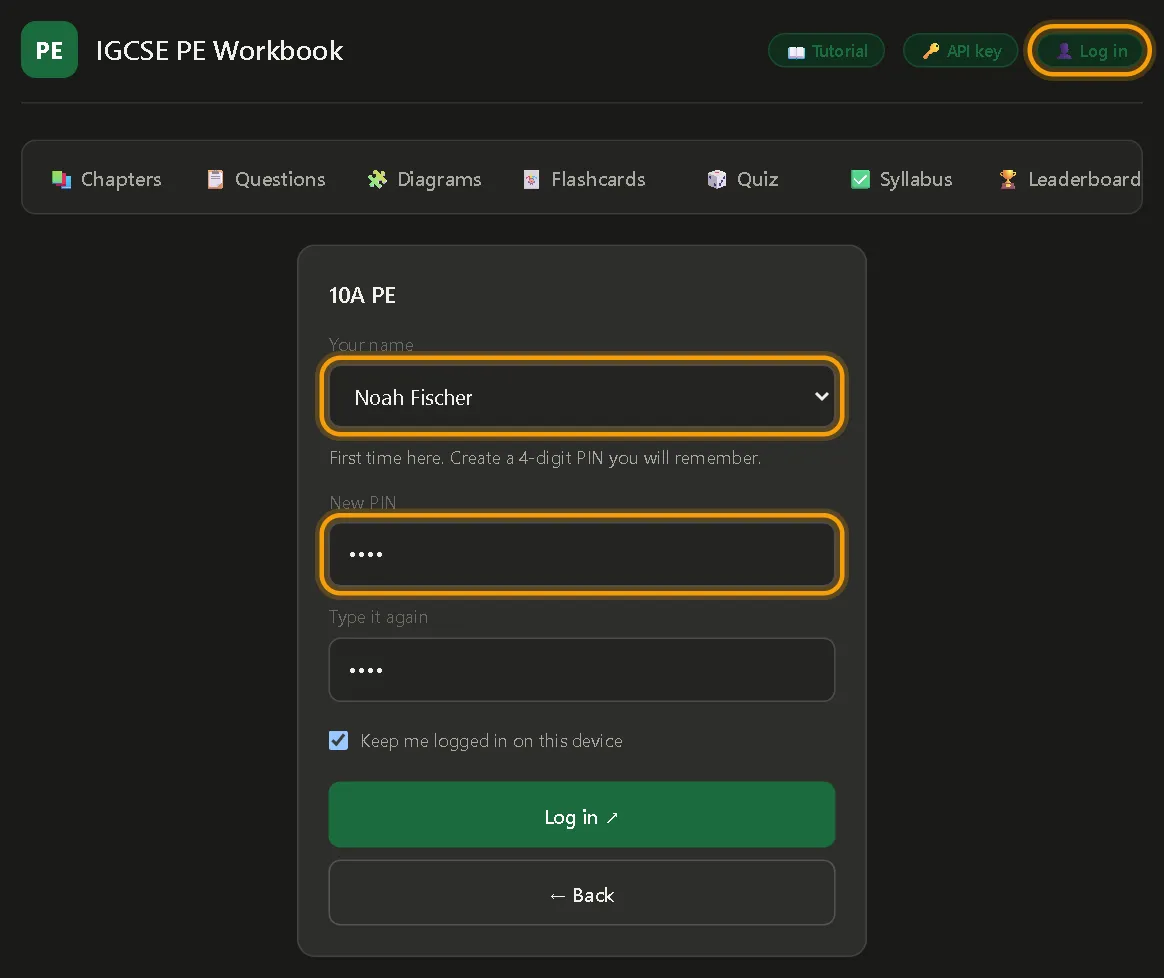 PE IGCSE PE Workbook
Tutorial API key Log in
Chapters Questions Diagrams Flashcards Quiz Syllabus Leaderboard
10A PE
Your name
Noah Fischer
First time here. Create a 4-digit PIN you will remember.
New PIN
••••
Type it again
••••
Keep me logged in on this device
Log in ↗
← Back